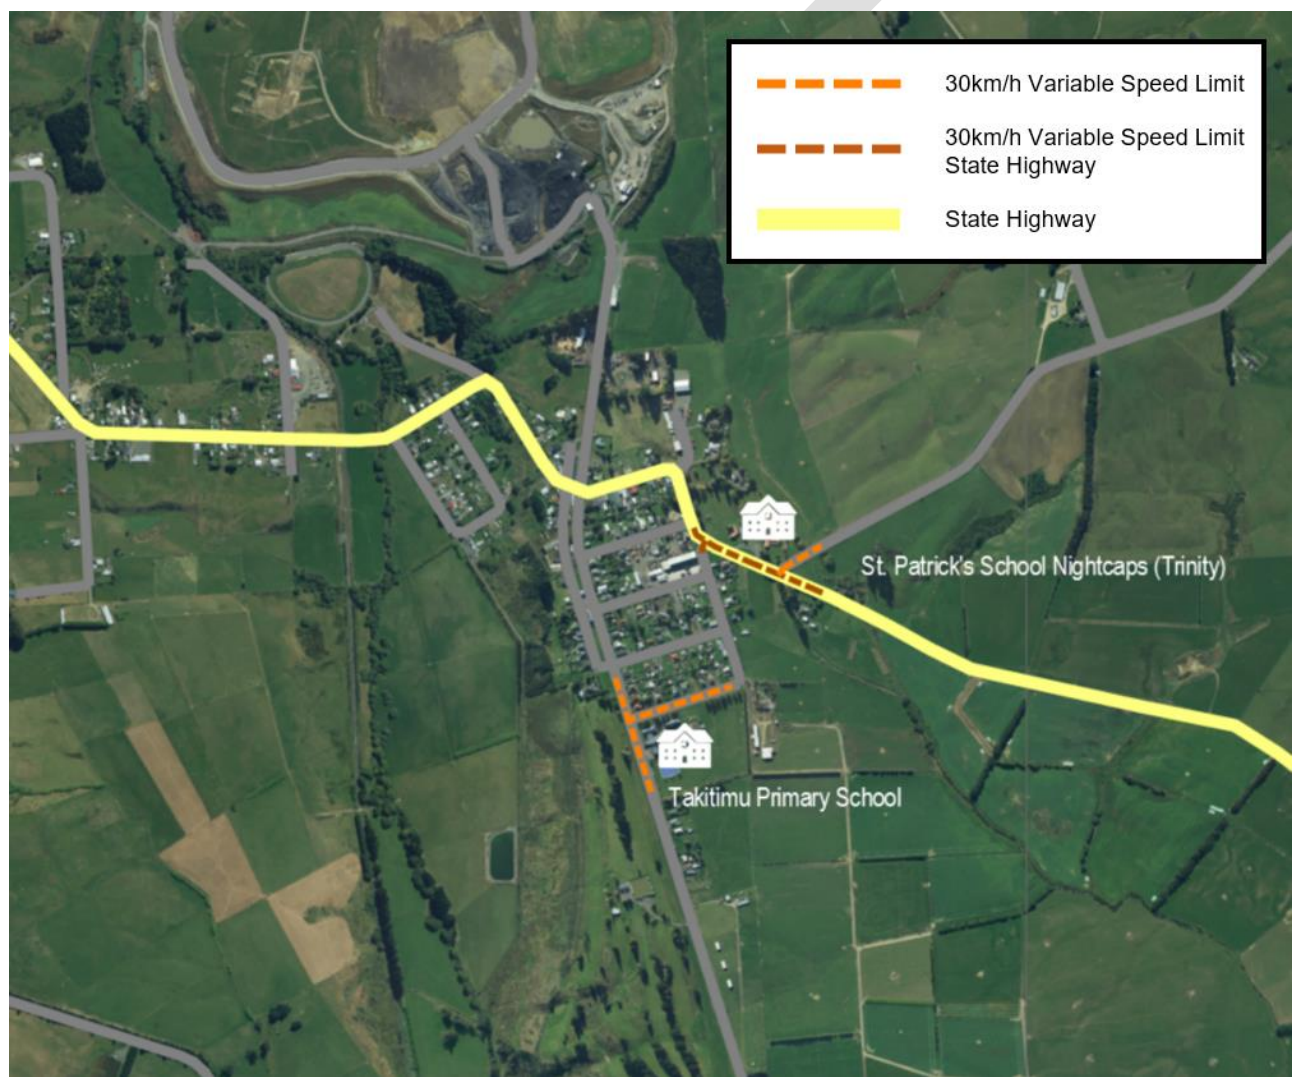 30km/h Variable Speed Limit
30km/h Variable Speed Limit
State Highway
State Highway
St. Patrick's School Nightcaps (Trinity)
Takitimu Primary School